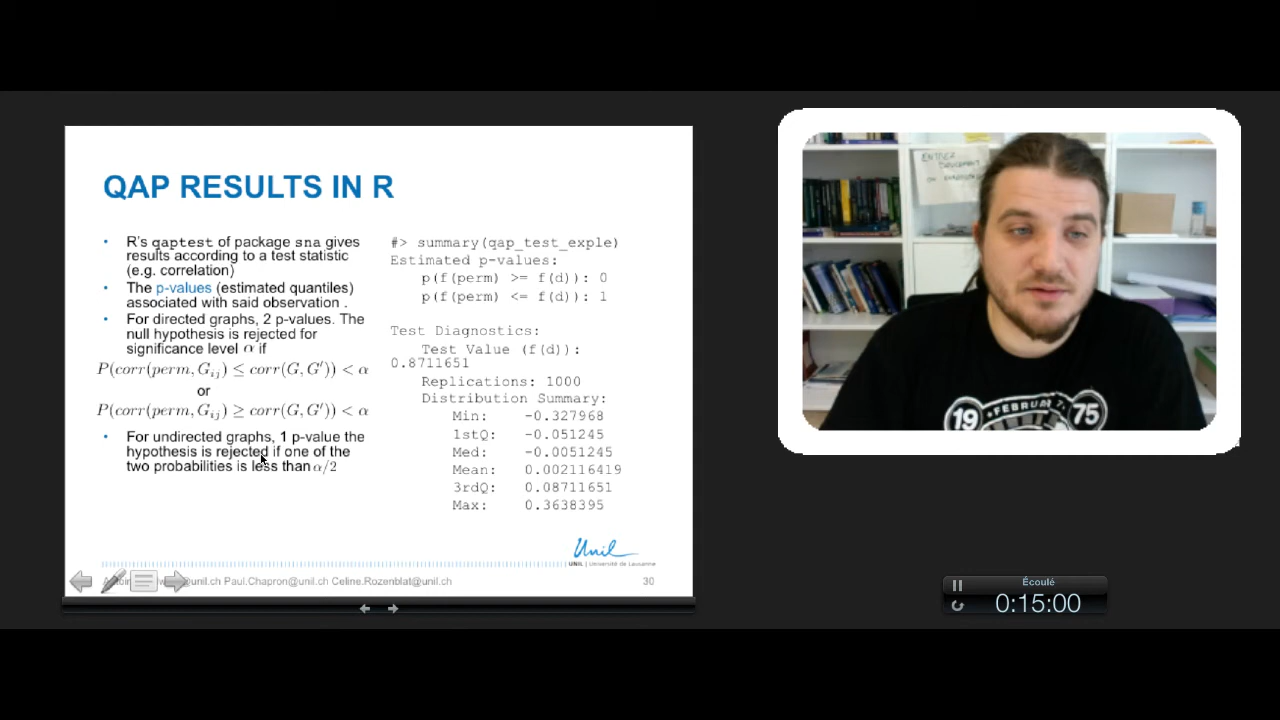 QAP RESULTS IN R
• R's qaptest of package sna gives
results according to a test statistic
(e.g. correlation)
• The p-values (estimated quantiles)
associated with said observation .
• For directed graphs, 2 p-values. The
null hypothesis is rejected for
significance level α if
P(corr(perm, G_ij) ≤ corr(G, G′)) < α
or
P(corr(perm, G_ij) ≥ corr(G, G′)) < α
• For undirected graphs, 1 p-value the
hypothesis is rejected if one of the
two probabilities is less than α/2
#> summary(qap_test_exple)
Estimated p-values:
p(f(perm) >= f(d)): 0
p(f(perm) <= f(d)): 1
Test Diagnostics:
Test Value (f(d)):
0.8711651
Replications: 1000
Distribution Summary:
Min: -0.327968
1stQ: -0.051245
Med: -0.0051245
Mean: 0.002116419
3rdQ: 0.08711651
Max: 0.3638395
Unil
UNIL | Université de Lausanne
@unil.ch Paul.Chapron@unil.ch Celine.Rozenblat@unil.ch
30
ENTREZ
19 FEBRUARY 7 75
Écoulé
0:15:00